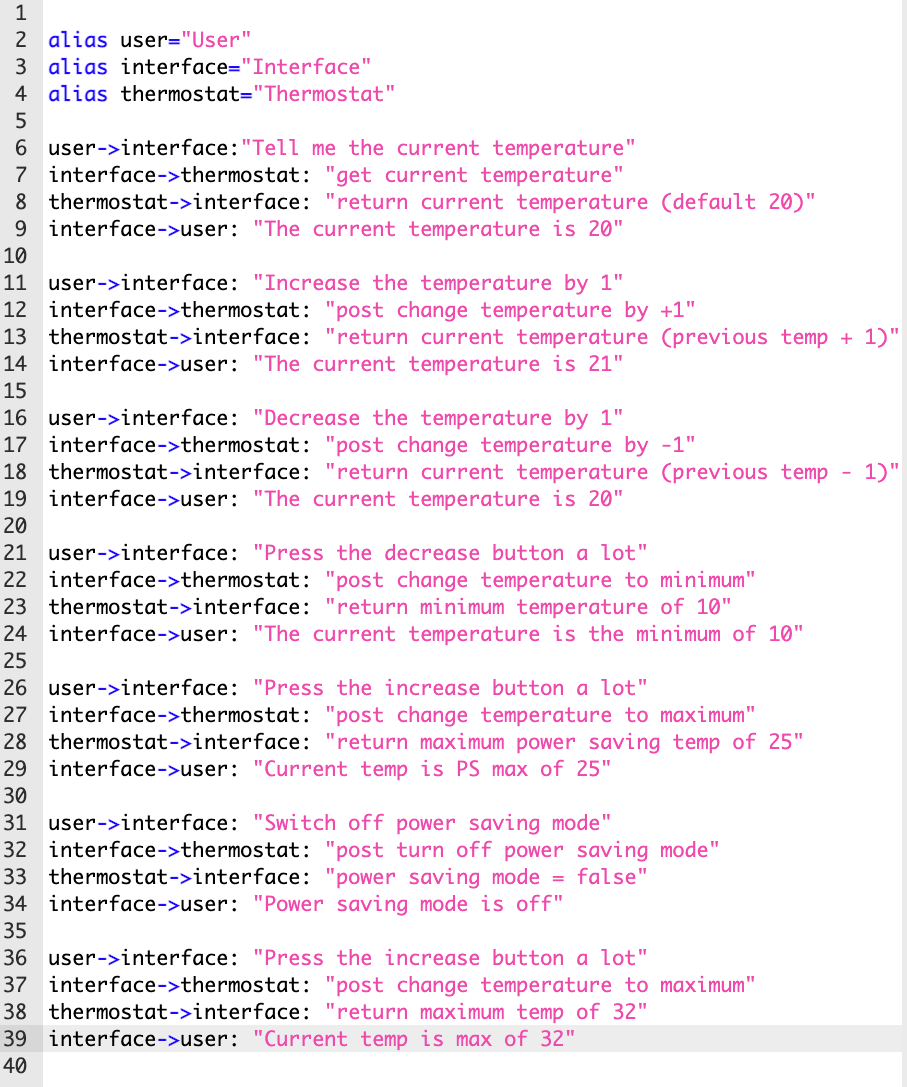 1
2 alias user="User"
3 alias interface="Interface"
4 alias thermostat="Thermostat"
5
6 user->interface:"Tell me the current temperature"
7 interface->thermostat: "get current temperature"
8 thermostat->interface: "return current temperature (default 20)"
9 interface->user: "The current temperature is 20"
10
11 user->interface: "Increase the temperature by 1"
12 interface->thermostat: "post change temperature by +1"
13 thermostat->interface: "return current temperature (previous temp + 1)"
14 interface->user: "The current temperature is 21"
15
16 user->interface: "Decrease the temperature by 1"
17 interface->thermostat: "post change temperature by -1"
18 thermostat->interface: "return current temperature (previous temp - 1)"
19 interface->user: "The current temperature is 20"
20
21 user->interface: "Press the decrease button a lot"
22 interface->thermostat: "post change temperature to minimum"
23 thermostat->interface: "return minimum temperature of 10"
24 interface->user: "The current temperature is the minimum of 10"
25
26 user->interface: "Press the increase button a lot"
27 interface->thermostat: "post change temperature to maximum"
28 thermostat->interface: "return maximum power saving temp of 25"
29 interface->user: "Current temp is PS max of 25"
30
31 user->interface: "Switch off power saving mode"
32 interface->thermostat: "post turn off power saving mode"
33 thermostat->interface: "power saving mode = false"
34 interface->user: "Power saving mode is off"
35
36 user->interface: "Press the increase button a lot"
37 interface->thermostat: "post change temperature to maximum"
38 thermostat->interface: "return maximum temp of 32"
39 interface->user: "Current temp is max of 32"
40